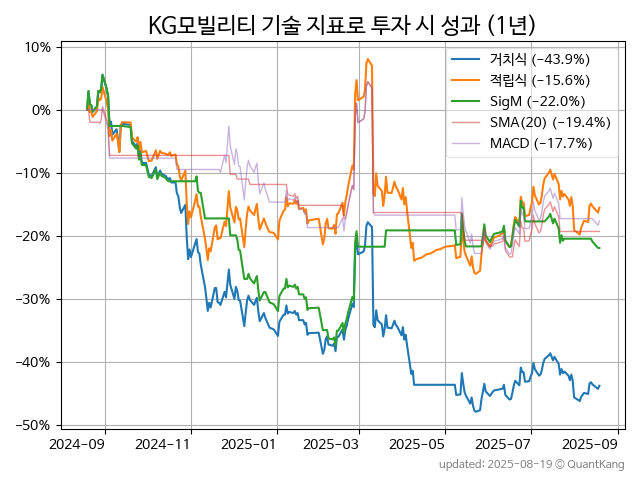 KG모빌리티 기술 지표로 투자 시 성과 (1년)
10%
0%
−10%
−20%
−30%
−40%
−50%
거치식 (−43.9%)
적립식 (−15.6%)
SigM (−22.0%)
SMA(20) (−19.4%)
MACD (−17.7%)
2024-09
2024-11
2025-01
2025-03
2025-05
2025-07
2025-09
updated: 2025-08-19 © QuantKang